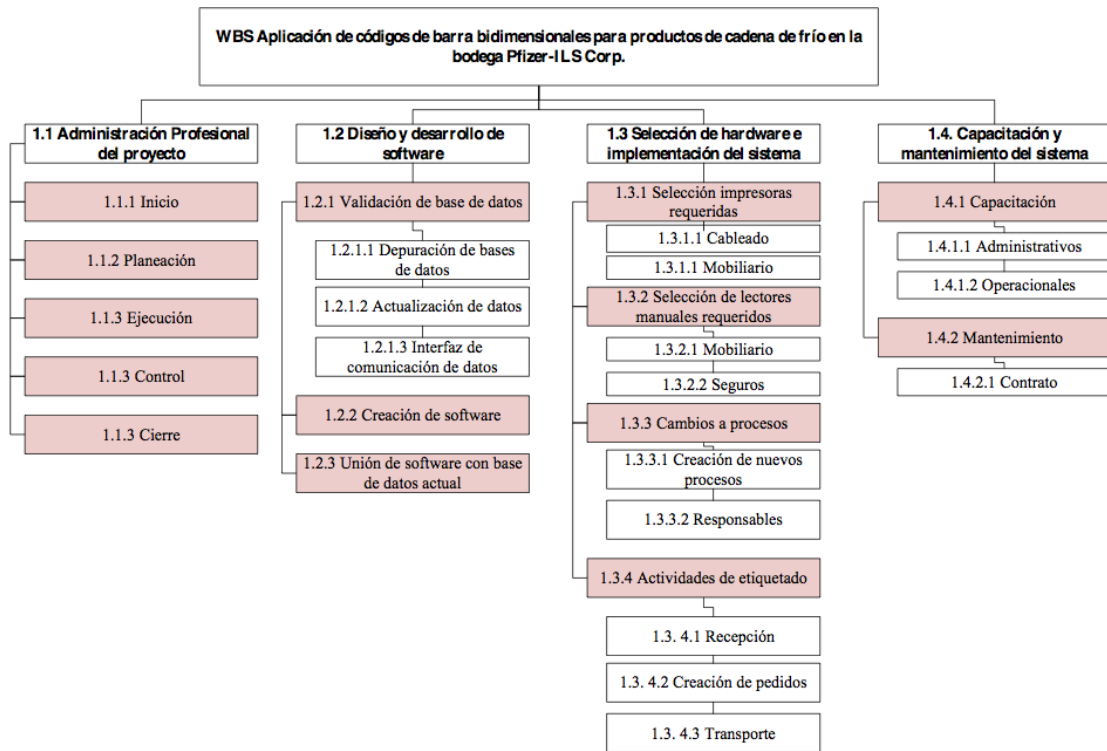 WBS Aplicación de códigos de barra bidimensionales para productos de cadena de frío en la
bodega Pfizer-ILS Corp.
1.1 Administración Profesional
del proyecto
1.1.1 Inicio
1.1.2 Planeación
1.1.3 Ejecución
1.1.3 Control
1.1.3 Cierre
1.2 Diseño y desarrollo de
software
1.2.1 Validación de base de datos
1.2.1.1 Depuración de bases
de datos
1.2.1.2 Actualización de datos
1.2.1.3 Interfaz de
comunicación de datos
1.2.2 Creación de software
1.2.3 Unión de software con base
de datos actual
1.3 Selección de hardware e
implementación del sistema
1.3.1 Selección impresoras
requeridas
1.3.1.1 Cableado
1.3.1.1 Mobiliario
1.3.2 Selección de lectores
manuales requeridos
1.3.2.1 Mobiliario
1.3.2.2 Seguros
1.3.3 Cambios a procesos
1.3.3.1 Creación de nuevos
procesos
1.3.3.2 Responsables
1.3.4 Actividades de etiquetado
1.3. 4.1 Recepción
1.3. 4.2 Creación de pedidos
1.3. 4.3 Transporte
1.4. Capacitación y
mantenimiento del sistema
1.4.1 Capacitación
1.4.1.1 Administrativos
1.4.1.2 Operacionales
1.4.2 Mantenimiento
1.4.2.1 Contrato